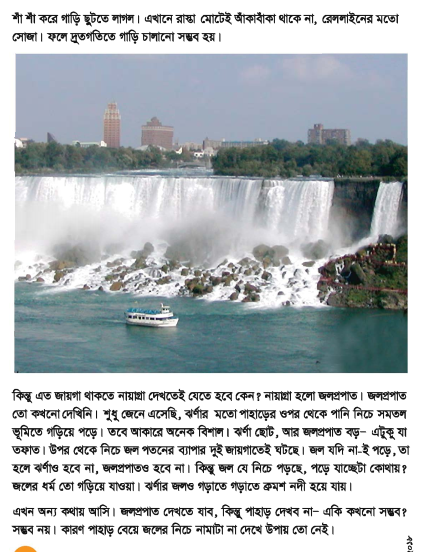 শাঁ শাঁ করে গাড়ি ছুটতে লাগল। এখানে রাস্তা মোটেই আঁকাবাঁকা থাকে না, রেললাইনের মতো
সোজা। ফলে দ্রুতগতিতে গাড়ি চালানো সম্ভব হয়।
কিন্তু এত জায়গা থাকতে নায়াগ্রা দেখতেই যেতে হবে কেন? নায়াগ্রা হলো জলপ্রপাত। জলপ্রপাত
তো কখনো দেখিনি। শুধু জেনে এসেছি, ঝর্ণার মতো পাহাড়ের ওপর থেকে পানি নিচে সমতল
ভূমিতে গড়িয়ে পড়ে। তবে আকারে অনেক বিশাল। ঝর্ণা ছোট, আর জলপ্রপাত বড়– এটুকু যা
তফাত। উপর থেকে নিচে জল পতনের ব্যাপার দুই জায়গাতেই ঘটছে। জল যদি না-ই পড়ে, তা
হলে ঝর্ণাও হবে না, জলপ্রপাতও হবে না। কিন্তু জল যে নিচে পড়ছে, পড়ে যাচ্ছেটা কোথায়?
জলের ধর্ম তো গড়িয়ে যাওয়া। ঝর্ণার জলও গড়াতে গড়াতে ক্রমশ নদী হয়ে যায়।
এখন অন্য কথায় আসি। জলপ্রপাত দেখতে যাব, কিন্তু পাহাড় দেখব না– একি কখনো সম্ভব?
সম্ভব নয়। কারণ পাহাড় বেয়ে জলের নিচে নামাটা না দেখে উপায় তো নেই।